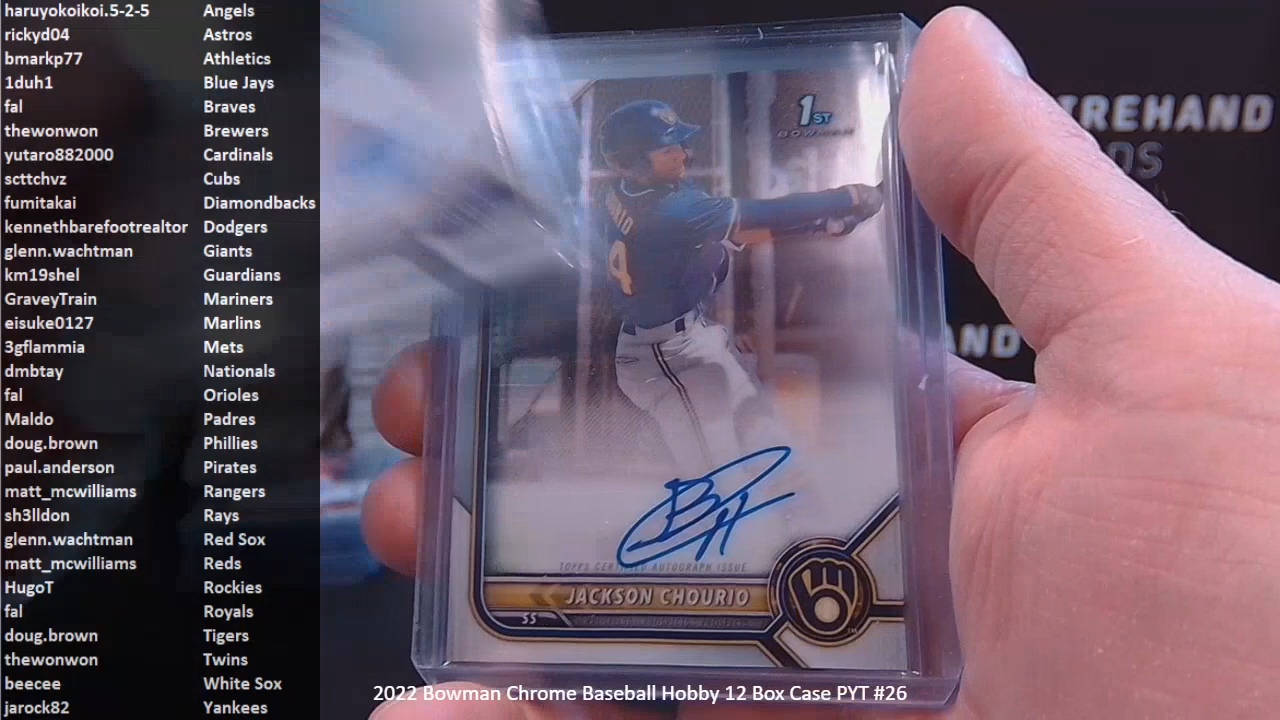 haruyokoikoi.5-2-5 Angels
rickyd04 Astros
bmarkp77 Athletics
1duh1 Blue Jays
fal Braves
thewonwon Brewers
yutaro882000 Cardinals
scttchvz Cubs
fumitakai Diamondbacks
kennethbarefootrealtor Dodgers
glenn.wachtman Giants
km19shel Guardians
GraveyTrain Mariners
eisuke0127 Marlins
3gflammia Mets
dmbtay Nationals
fal Orioles
Maldo Padres
doug.brown Phillies
paul.anderson Pirates
matt_mcwilliams Rangers
sh3lldon Rays
glenn.wachtman Red Sox
matt_mcwilliams Reds
HugoT Rockies
fal Royals
doug.brown Tigers
thewonwon Twins
beecee White Sox
jarock82 Yankees
1ST
BOWMAN
4
TOPPS CERTIFIED AUTOGRAPH ISSUE
JACKSON CHOURIO
SS
2022 Bowman Chrome Baseball Hobby 12 Box Case PYT #26